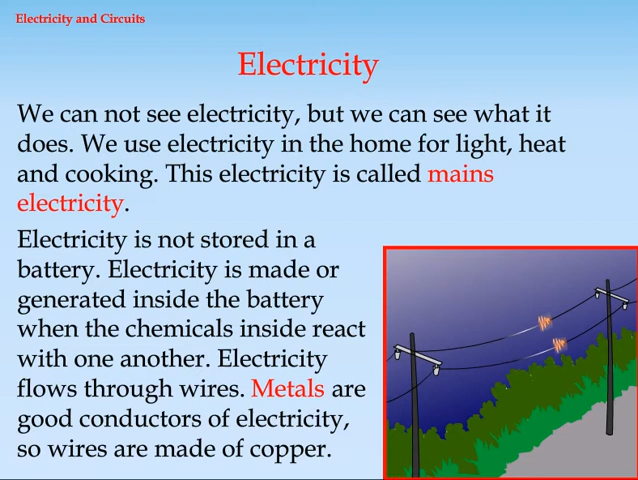 Electricity and Circuits
Electricity
We can not see electricity, but we can see what it
does. We use electricity in the home for light, heat
and cooking. This electricity is called mains
electricity.
Electricity is not stored in a
battery. Electricity is made or
generated inside the battery
when the chemicals inside react
with one another. Electricity
flows through wires. Metals are
good conductors of electricity,
so wires are made of copper.